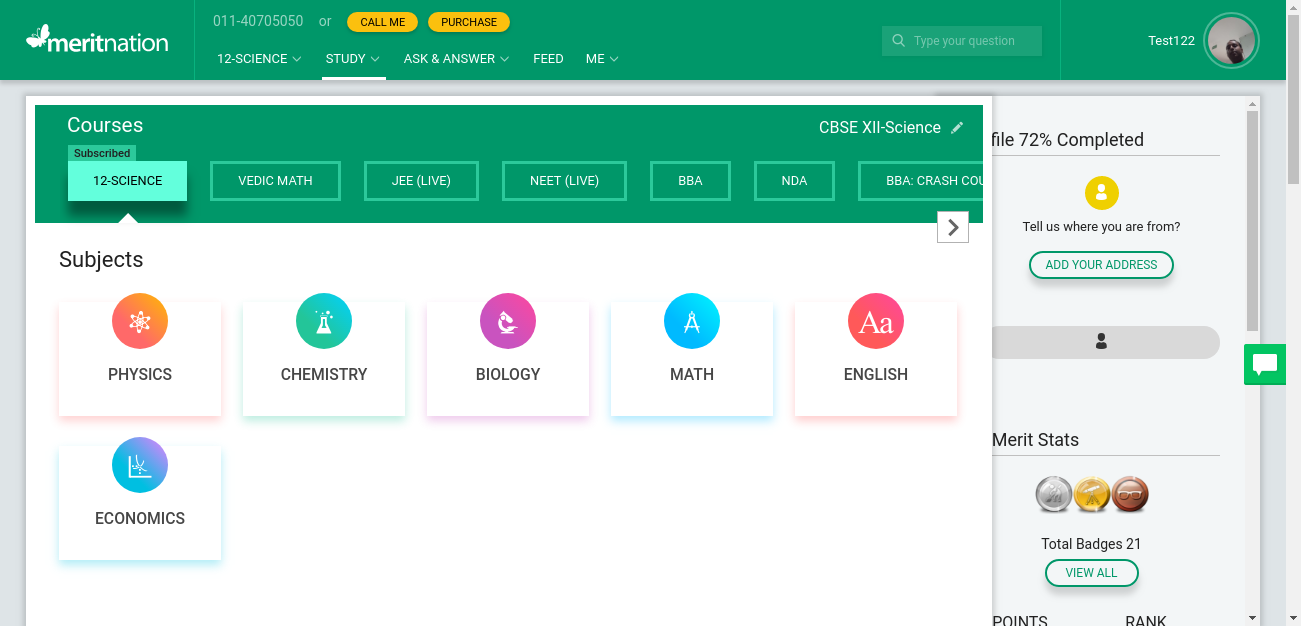 meritnation
011-40705050 or CALL ME PURCHASE
12-SCIENCE STUDY ASK & ANSWER FEED ME
Type your question
Test122
Courses
CBSE XII-Science
Subscribed
12-SCIENCE VEDIC MATH JEE (LIVE) NEET (LIVE) BBA NDA BBA: CRASH COU
Subjects
PHYSICS CHEMISTRY BIOLOGY MATH Aa ENGLISH
ECONOMICS
file 72% Completed
Tell us where you are from?
ADD YOUR ADDRESS
Merit Stats
Total Badges 21
VIEW ALL
POINTS RANK